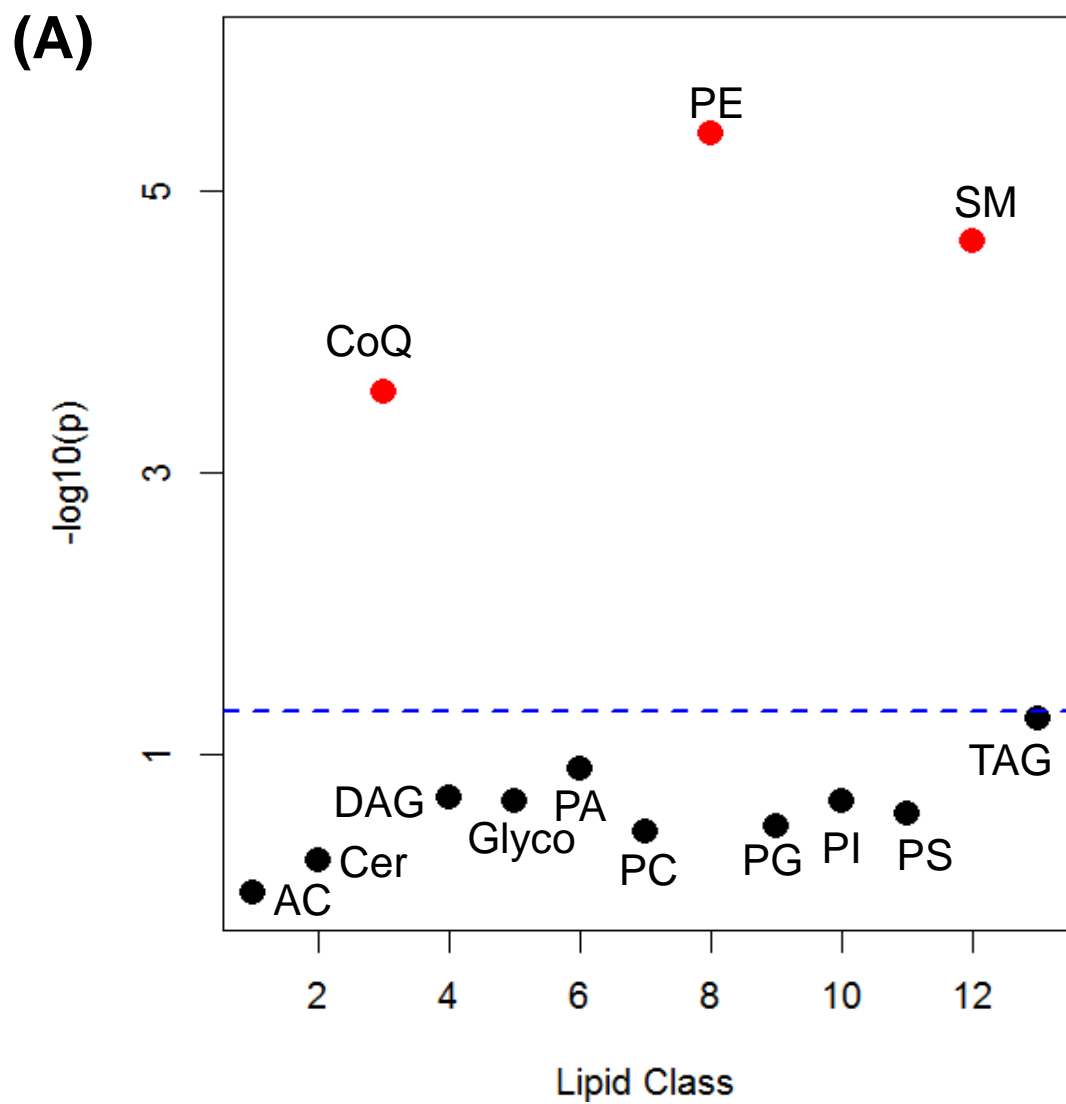 (A)
PE
5
SM
CoQ
-log10(p)
3
1
TAG
DAG
PA
Glyco
PC
PG
PI
PS
Cer
AC
2 4 6 8 10 12
Lipid Class